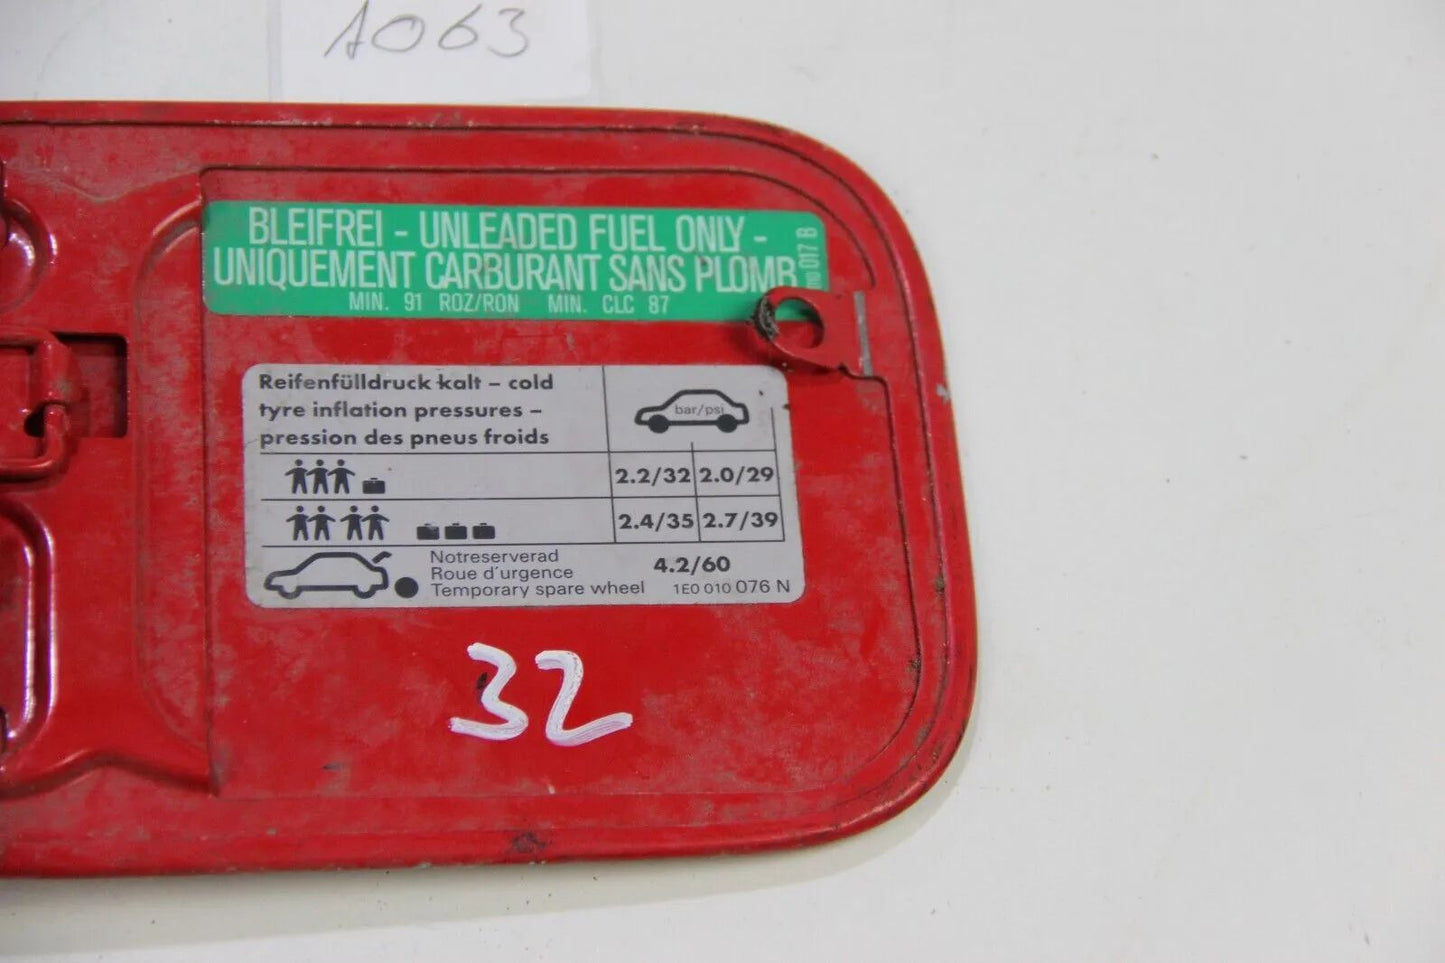 A063
BLEIFREI - UNLEADED FUEL ONLY -
UNIQUEMENT CARBURANT SANS PLOMB
MIN. 91 ROZ/RON MIN. CLC 87
017 B
Reifenfülldruck kalt – cold
tyre inflation pressures –
pression des pneus froids
bar/psi
2.2/32 2.0/29
2.4/35 2.7/39
Notreserverad
Roue d'urgence
Temporary spare wheel
4.2/60
1E0 010 076 N
32